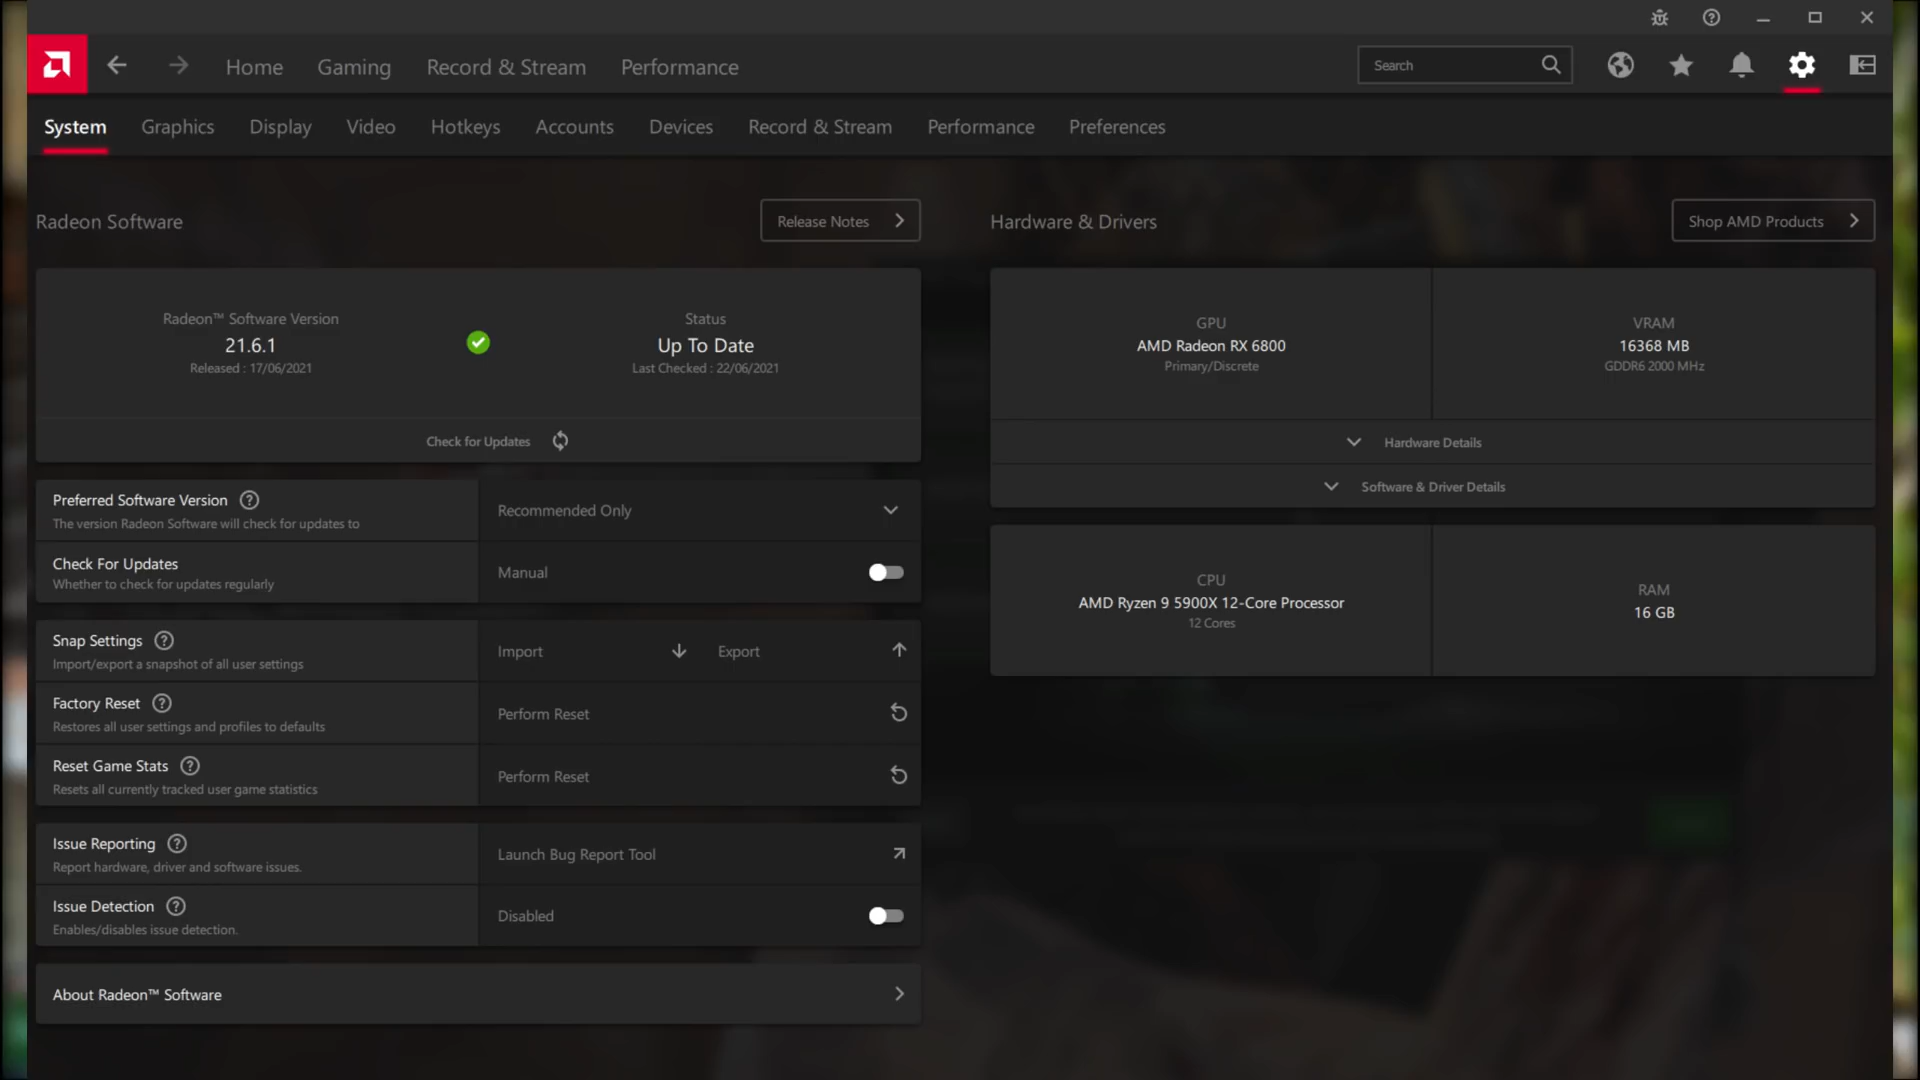 Home
Gaming
Record & Stream
Performance
Search
System
Graphics
Display
Video
Hotkeys
Accounts
Devices
Record & Stream
Performance
Preferences
Radeon Software
Release Notes
Radeon™ Software Version
21.6.1
Released : 17/06/2021
Status
Up To Date
Last Checked : 22/06/2021
Check for Updates
Preferred Software Version
The version Radeon Software will check for updates to
Recommended Only
Check For Updates
Whether to check for updates regularly
Manual
Snap Settings
Import/export a snapshot of all user settings
Import
Export
Factory Reset
Restores all user settings and profiles to defaults
Perform Reset
Reset Game Stats
Resets all currently tracked user game statistics
Perform Reset
Issue Reporting
Report hardware, driver and software issues.
Launch Bug Report Tool
Issue Detection
Enables/disables issue detection.
Disabled
About Radeon™ Software
Hardware & Drivers
Shop AMD Products
GPU
AMD Radeon RX 6800
Primary/Discrete
VRAM
16368 MB
GDDR6 2000 MHz
Hardware Details
Software & Driver Details
CPU
AMD Ryzen 9 5900X 12-Core Processor
12 Cores
RAM
16 GB